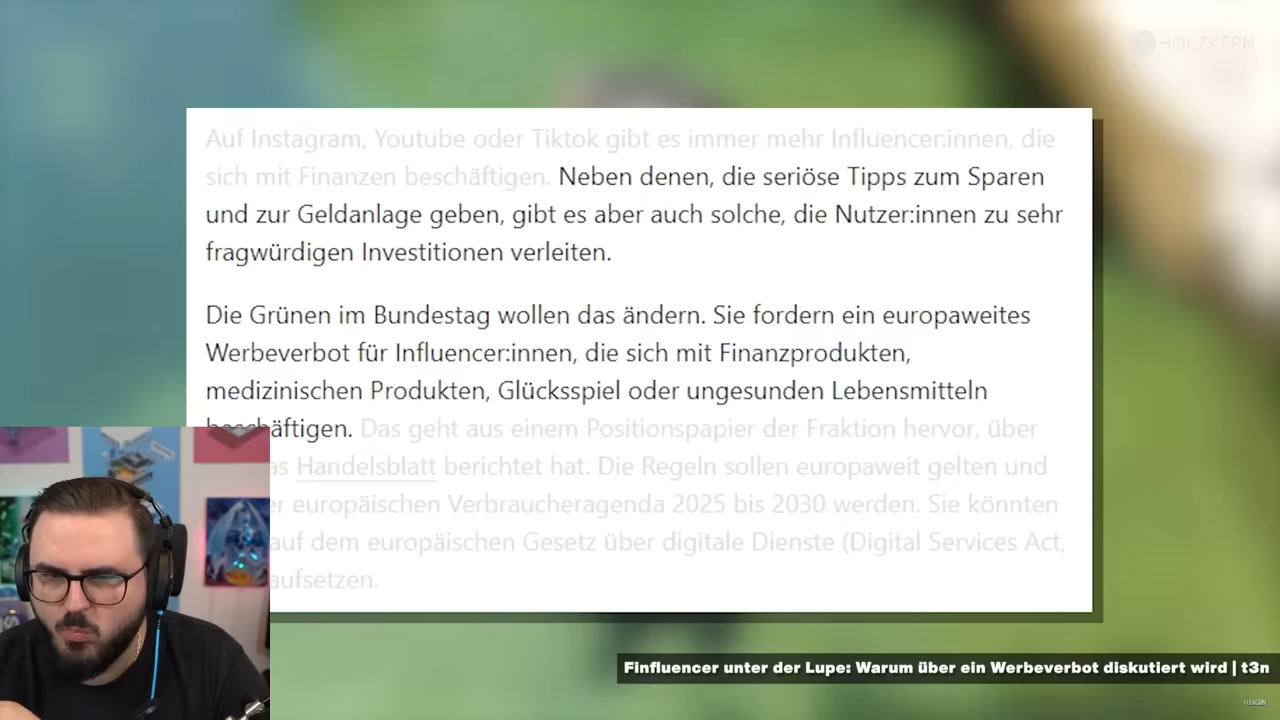 HOLZKERN
Auf Instagram, Youtube oder Tiktok gibt es immer mehr Influencer:innen, die
sich mit Finanzen beschäftigen. Neben denen, die seriöse Tipps zum Sparen
und zur Geldanlage geben, gibt es aber auch solche, die Nutzer:innen zu sehr
fragwürdigen Investitionen verleiten.
Die Grünen im Bundestag wollen das ändern. Sie fordern ein europaweites
Werbeverbot für Influencer:innen, die sich mit Finanzprodukten,
medizinischen Produkten, Glücksspiel oder ungesunden Lebensmitteln
beschäftigen. Das geht aus einem Positionspapier der Fraktion hervor, über
Handelsblatt berichtet hat. Die Regeln sollen europaweit gelten und
europäischen Verbraucheragenda 2025 bis 2030 werden. Sie könnten
auf dem europäischen Gesetz über digitale Dienste (Digital Services Act,
aufsetzen.
Finfluencer unter der Lupe: Warum über ein Werbeverbot diskutiert wird | t3n